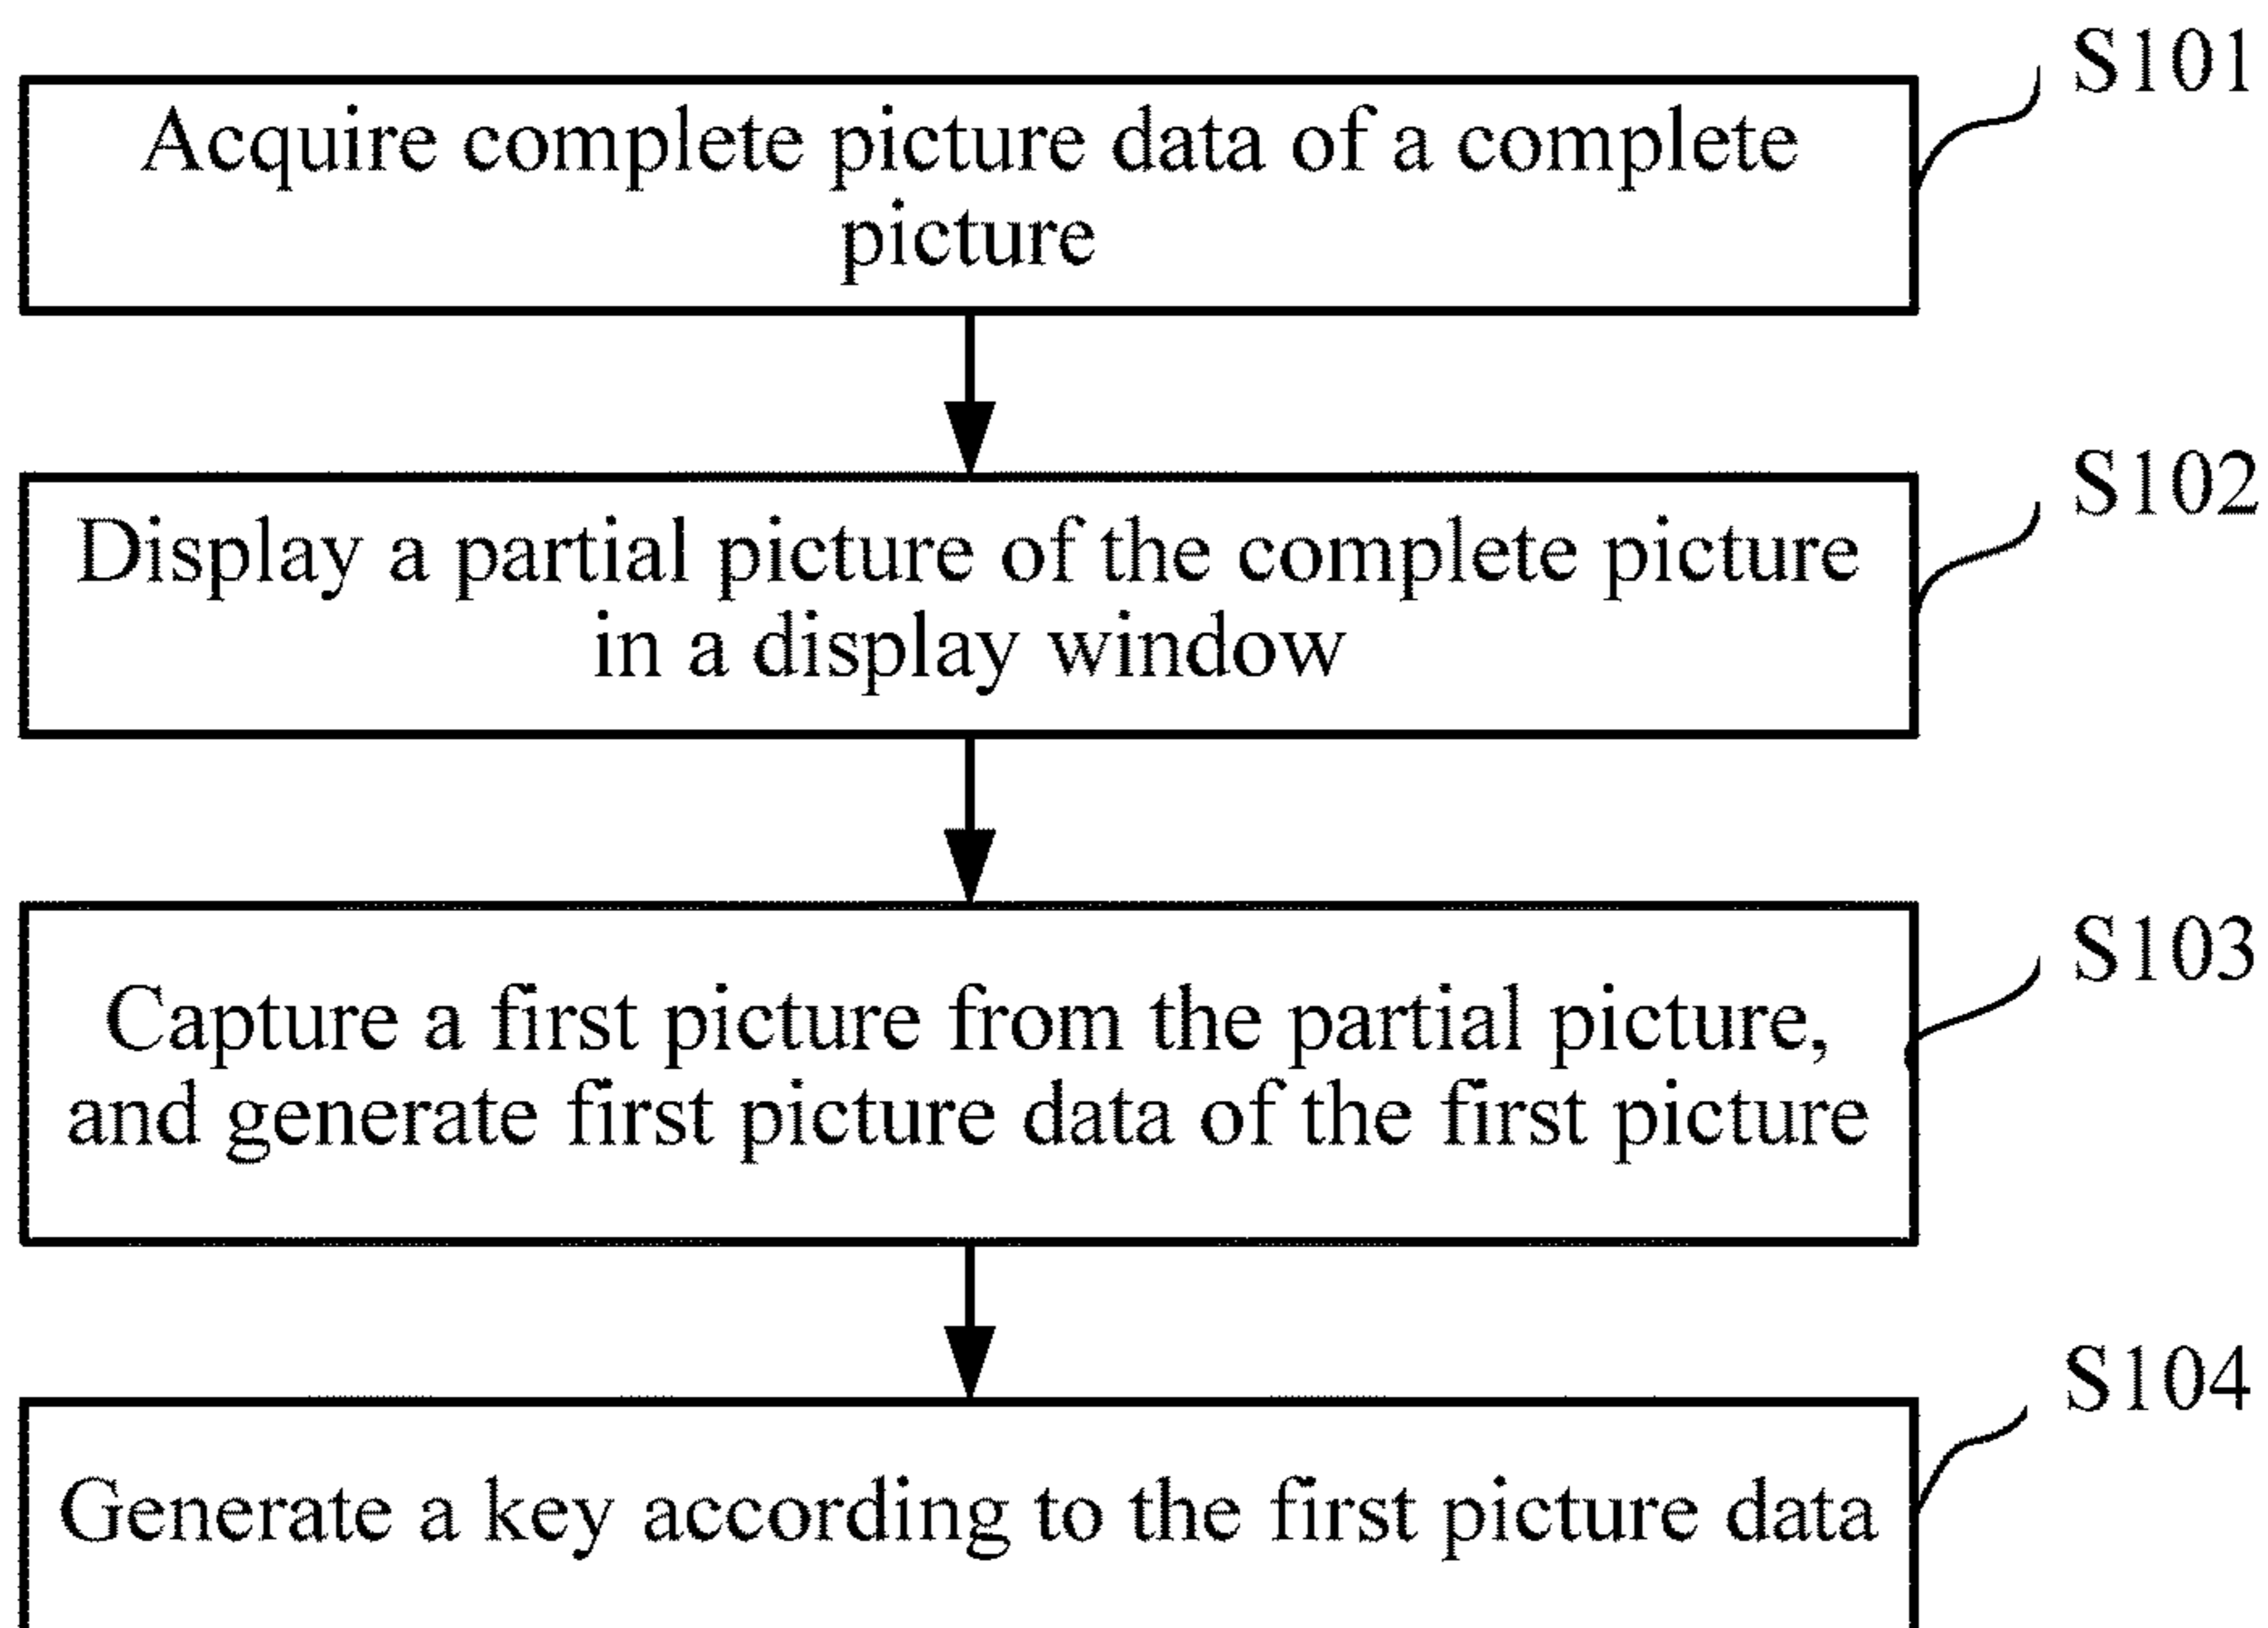 S101
Acquire complete picture data of a complete
picture
S102
Display a partial picture of the complete picture
in a display window
S103
Capture a first picture from the partial picture,
and generate first picture data of the first picture
S104
Generate a key according to the first picture data